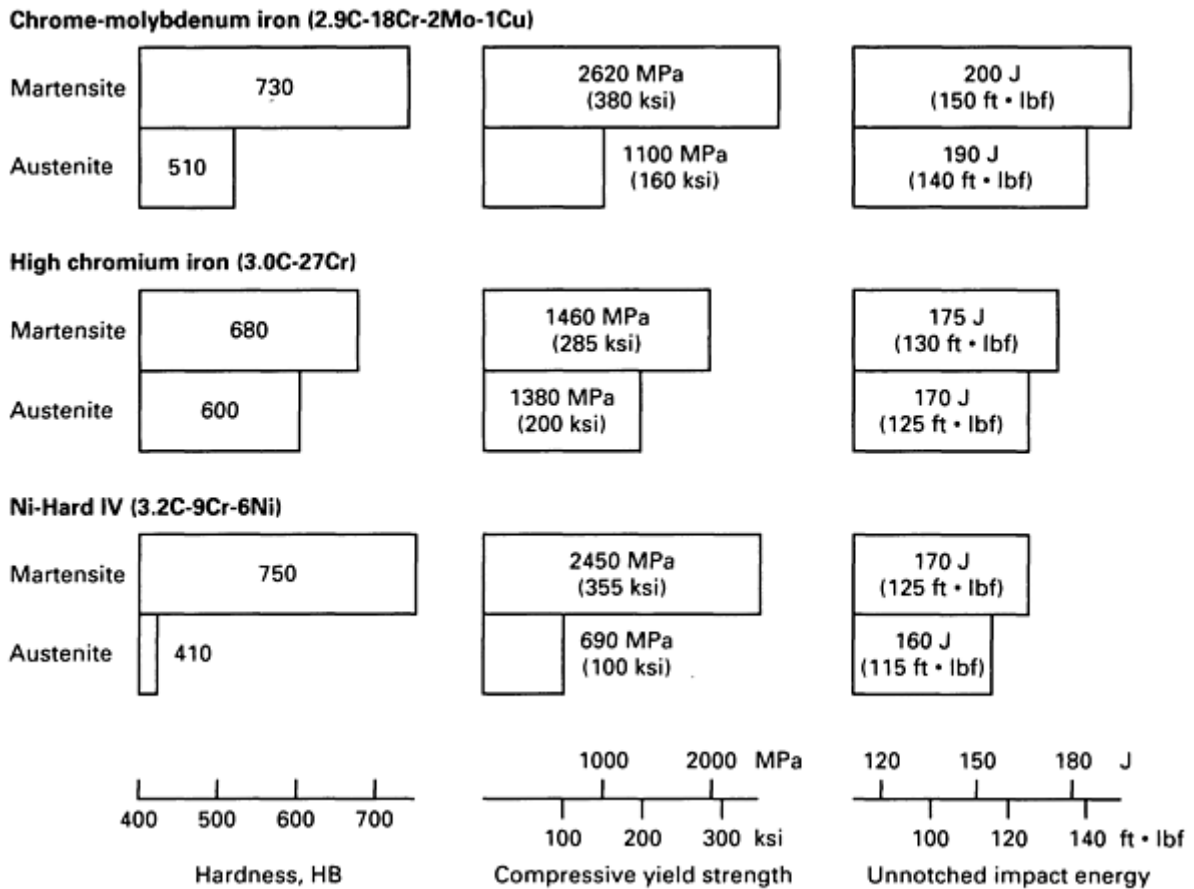 Chrome-molybdenum iron (2.9C-18Cr-2Mo-1Cu)
Martensite 730 2620 MPa 200 J
(380 ksi) (150 ft • lbf)
Austenite 510 1100 MPa 190 J
(160 ksi) (140 ft • lbf)
High chromium iron (3.0C-27Cr)
Martensite 680 1460 MPa 175 J
(285 ksi) (130 ft • lbf)
Austenite 600 1380 MPa 170 J
(200 ksi) (125 ft • lbf)
Ni-Hard IV (3.2C-9Cr-6Ni)
Martensite 750 2450 MPa 170 J
(355 ksi) (125 ft • lbf)
Austenite 410 690 MPa 160 J
(100 ksi) (115 ft • lbf)
1000 2000 MPa 120 150 180 J
400 500 600 700 100 200 300 ksi 100 120 140 ft • lbf
Hardness, HB Compressive yield strength Unnotched impact energy